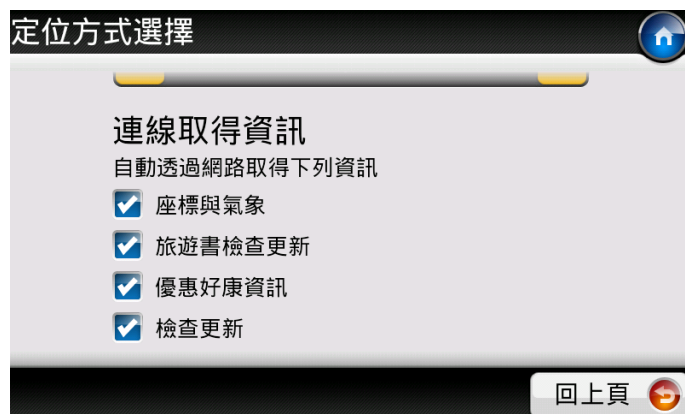 定位方式選擇
連線取得資訊
自動透過網路取得下列資訊
座標與氣象
旅遊書檢查更新
優惠好康資訊
檢查更新
回上頁